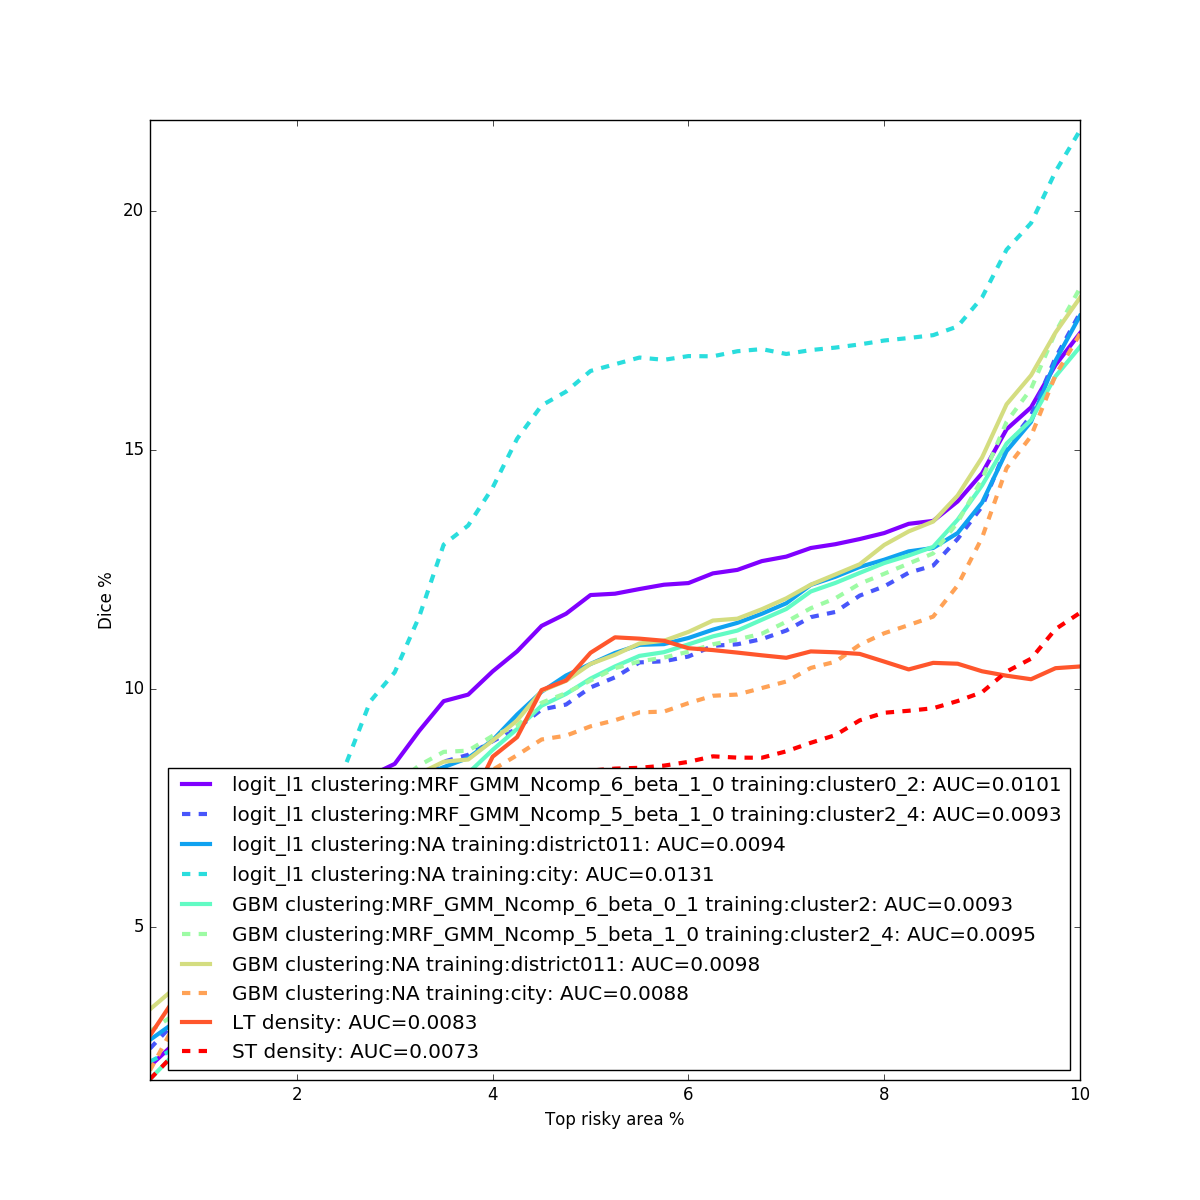 20
15
10
5
Dice %
logit_l1 clustering:MRF_GMM_Ncomp_6_beta_1_0 training:cluster0_2: AUC=0.0101
logit_l1 clustering:MRF_GMM_Ncomp_5_beta_1_0 training:cluster2_4: AUC=0.0093
logit_l1 clustering:NA training:district011: AUC=0.0094
logit_l1 clustering:NA training:city: AUC=0.0131
GBM clustering:MRF_GMM_Ncomp_6_beta_0_1 training:cluster2: AUC=0.0093
GBM clustering:MRF_GMM_Ncomp_5_beta_1_0 training:cluster2_4: AUC=0.0095
GBM clustering:NA training:district011: AUC=0.0098
GBM clustering:NA training:city: AUC=0.0088
LT density: AUC=0.0083
ST density: AUC=0.0073
2 4 6 8 10
Top risky area %